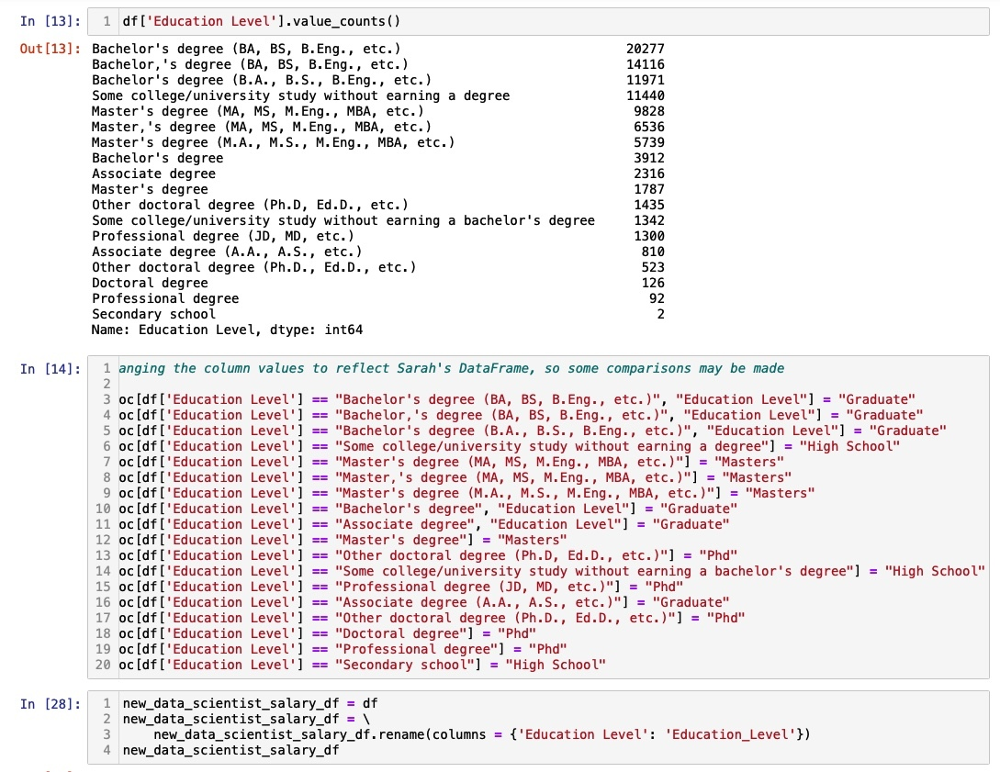 In [13]: 1 df['Education Level'].value_counts()
Out[13]: Bachelor's degree (BA, BS, B.Eng., etc.) 20277
Bachelor,'s degree (BA, BS, B.Eng., etc.) 14116
Bachelor's degree (B.A., B.S., B.Eng., etc.) 11971
Some college/university study without earning a degree 11440
Master's degree (MA, MS, M.Eng., MBA, etc.) 9828
Master,'s degree (MA, MS, M.Eng., MBA, etc.) 6536
Master's degree (M.A., M.S., M.Eng., MBA, etc.) 5739
Bachelor's degree 3912
Associate degree 2316
Master's degree 1787
Other doctoral degree (Ph.D, Ed.D., etc.) 1435
Some college/university study without earning a bachelor's degree 1342
Professional degree (JD, MD, etc.) 1300
Associate degree (A.A., A.S., etc.) 810
Other doctoral degree (Ph.D., Ed.D., etc.) 523
Doctoral degree 126
Professional degree 92
Secondary school 2
Name: Education Level, dtype: int64
In [14]: 1 anging the column values to reflect Sarah's DataFrame, so some comparisons may be made
2
3 oc[df['Education Level'] == "Bachelor's degree (BA, BS, B.Eng., etc.)", "Education Level"] = "Graduate"
4 oc[df['Education Level'] == "Bachelor,'s degree (BA, BS, B.Eng., etc.)", "Education Level"] = "Graduate"
5 oc[df['Education Level'] == "Bachelor's degree (B.A., B.S., B.Eng., etc.)", "Education Level"] = "Graduate"
6 oc[df['Education Level'] == "Some college/university study without earning a degree"] = "High School"
7 oc[df['Education Level'] == "Master's degree (MA, MS, M.Eng., MBA, etc.)"] = "Masters"
8 oc[df['Education Level'] == "Master,'s degree (MA, MS, M.Eng., MBA, etc.)"] = "Masters"
9 oc[df['Education Level'] == "Master's degree (M.A., M.S., M.Eng., MBA, etc.)"] = "Masters"
10 oc[df['Education Level'] == "Bachelor's degree", "Education Level"] = "Graduate"
11 oc[df['Education Level'] == "Associate degree", "Education Level"] = "Graduate"
12 oc[df['Education Level'] == "Master's degree"] = "Masters"
13 oc[df['Education Level'] == "Other doctoral degree (Ph.D, Ed.D., etc.)"] = "Phd"
14 oc[df['Education Level'] == "Some college/university study without earning a bachelor's degree"] = "High School"
15 oc[df['Education Level'] == "Professional degree (JD, MD, etc.)"] = "Phd"
16 oc[df['Education Level'] == "Associate degree (A.A., A.S., etc.)"] = "Graduate"
17 oc[df['Education Level'] == "Other doctoral degree (Ph.D., Ed.D., etc.)"] = "Phd"
18 oc[df['Education Level'] == "Doctoral degree"] = "Phd"
19 oc[df['Education Level'] == "Professional degree"] = "Phd"
20 oc[df['Education Level'] == "Secondary school"] = "High School"
In [28]: 1 new_data_scientist_salary_df = df
2 new_data_scientist_salary_df = \
3 new_data_scientist_salary_df.rename(columns = {'Education Level': 'Education_Level'})
4 new_data_scientist_salary_df